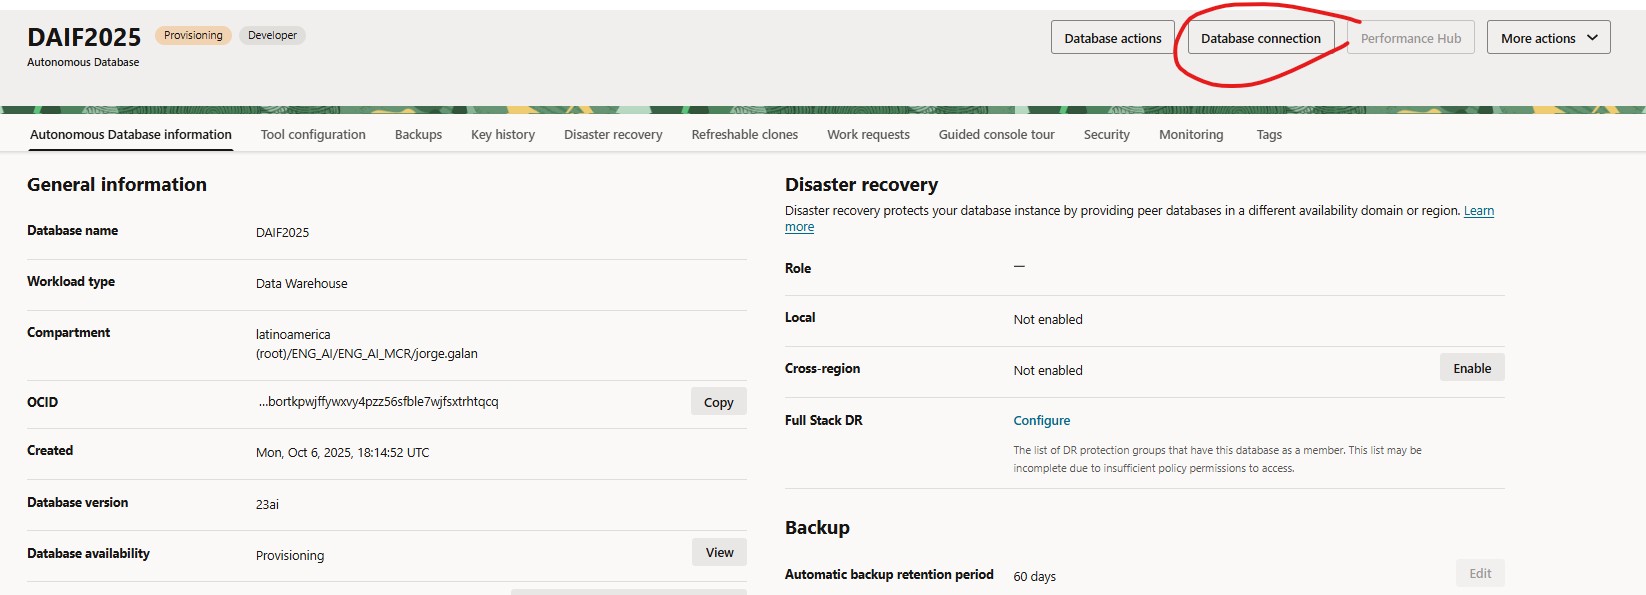 DAIF2025 Provisioning Developer
Autonomous Database
Database actions Database connection Performance Hub More actions
Autonomous Database information Tool configuration Backups Key history Disaster recovery Refreshable clones Work requests Guided console tour Security Monitoring Tags
General information
Database name DAIF2025
Workload type Data Warehouse
Compartment latinoamerica
(root)/ENG_AI/ENG_AI_MCR/jorge.galan
OCID ...bortkpwjffywxvy4pzz56sfble7wjfsxtrhtqcq Copy
Created Mon, Oct 6, 2025, 18:14:52 UTC
Database version 23ai
Database availability Provisioning View
Disaster recovery
Disaster recovery protects your database instance by providing peer databases in a different availability domain or region. Learn
more
Role —
Local Not enabled
Cross-region Not enabled Enable
Full Stack DR Configure
The list of DR protection groups that have this database as a member. This list may be
incomplete due to insufficient policy permissions to access.
Backup
Automatic backup retention period 60 days Edit